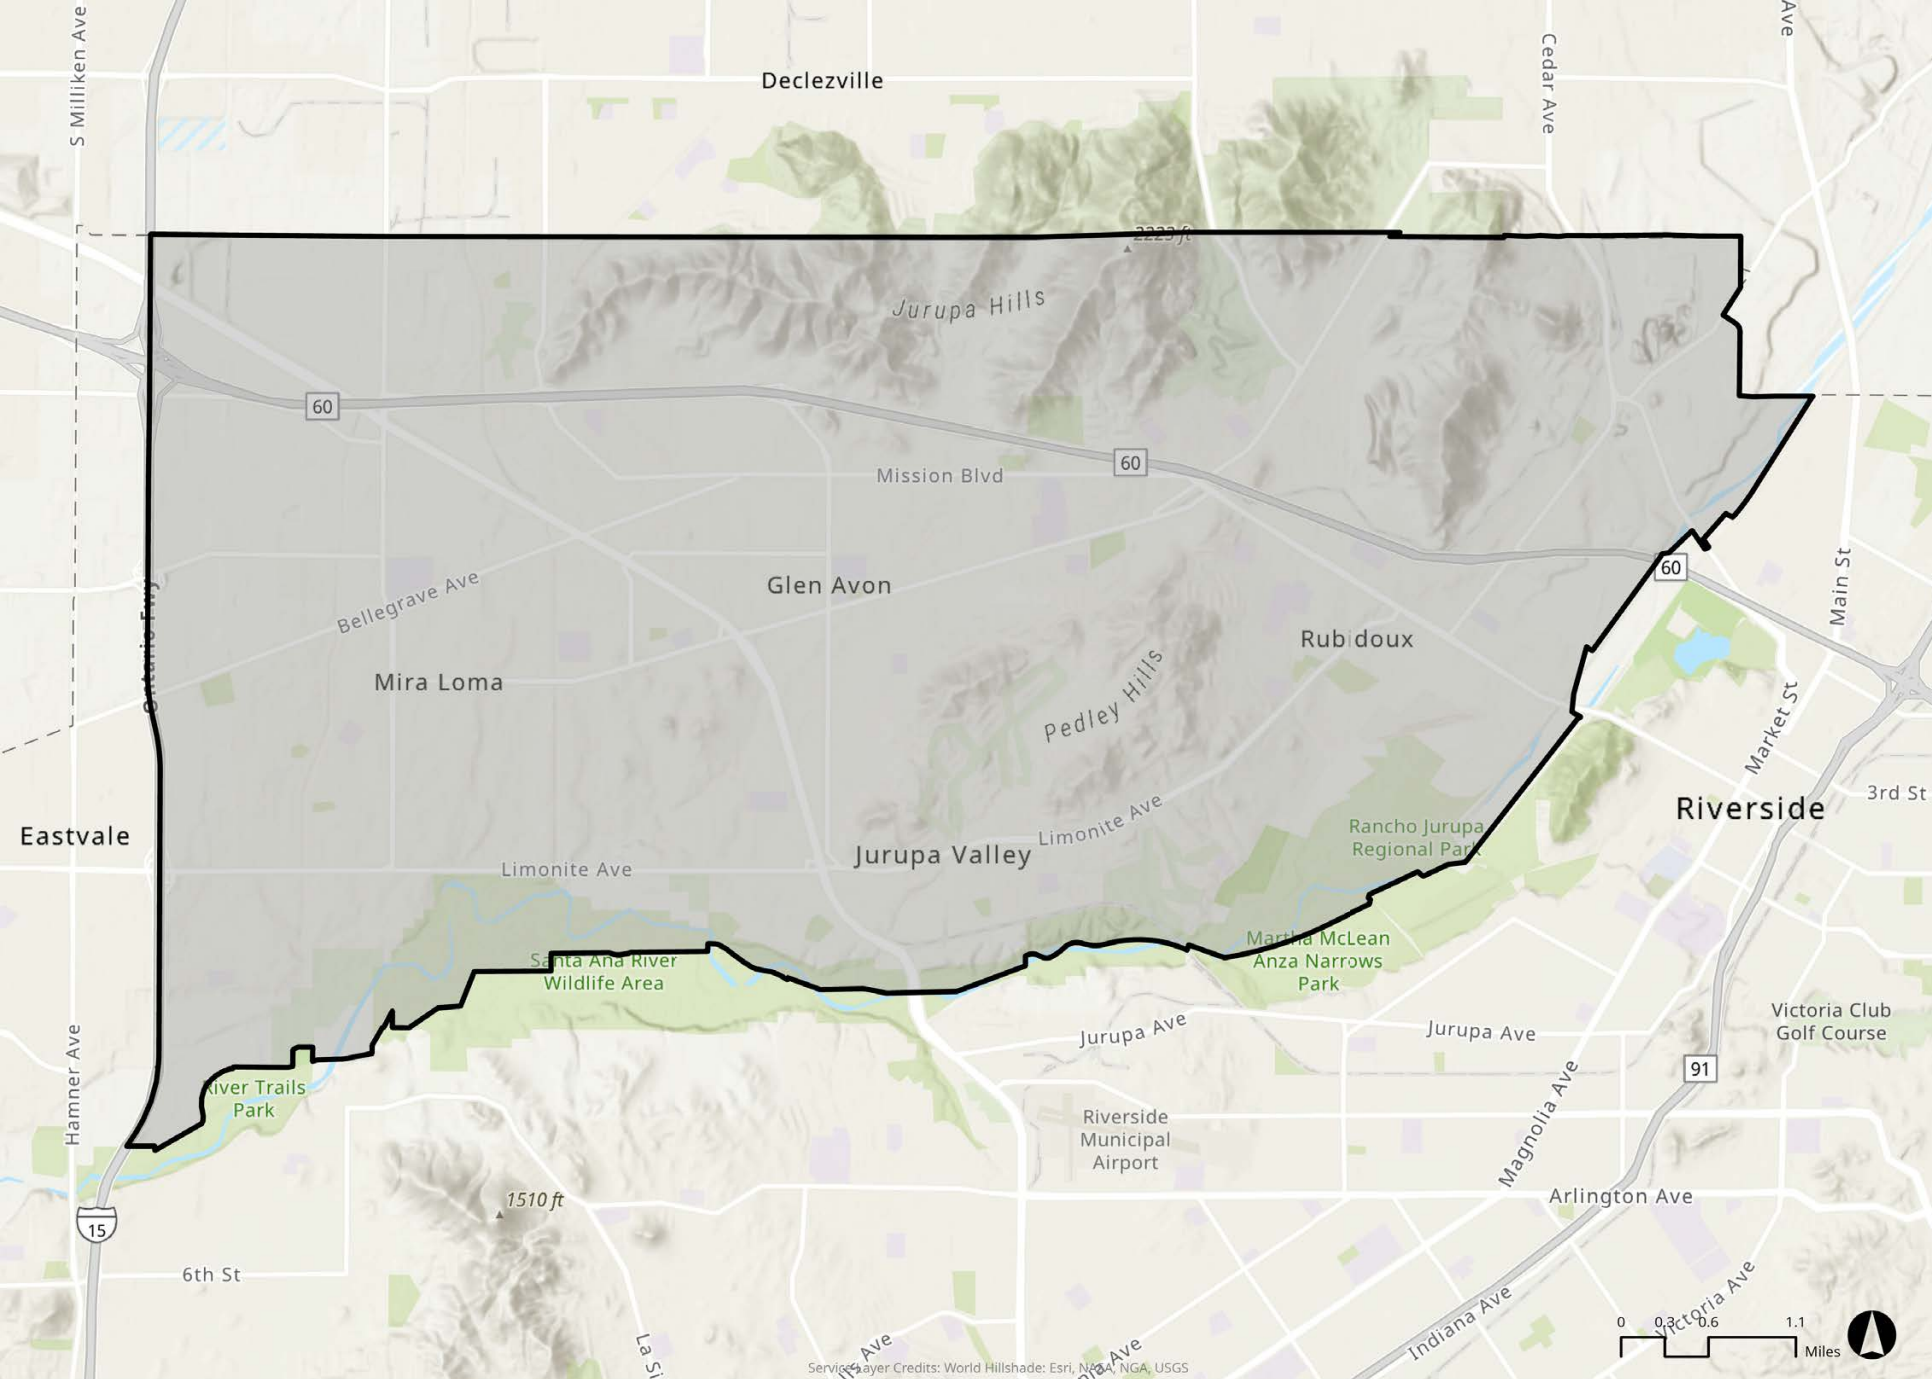 S Milliken Ave
Declezville
Cedar Ave
Ave
2223 ft
Jurupa Hills
60
60
Mission Blvd
60
Ontario Fwy
Bellegrave Ave
Glen Avon
Main St
Rubidoux
Mira Loma
Pedley Hills
Market St
Riverside
3rd St
Eastvale
Limonite Ave
Rancho Jurupa
Regional Park
Jurupa Valley
Limonite Ave
Martha McLean
Anza Narrows
Park
Santa Ana River
Wildlife Area
Jurupa Ave
Jurupa Ave
Victoria Club
Golf Course
Hamner Ave
River Trails
Park
91
Riverside
Municipal
Airport
Magnolia Ave
1510 ft
Arlington Ave
15
6th St
La Si
Indiana Ave
Victoria Ave
0 0.3 0.6 1.1
Miles
Ave
Ave
Service Layer Credits: World Hillshade: Esri, NASA, NGA, USGS